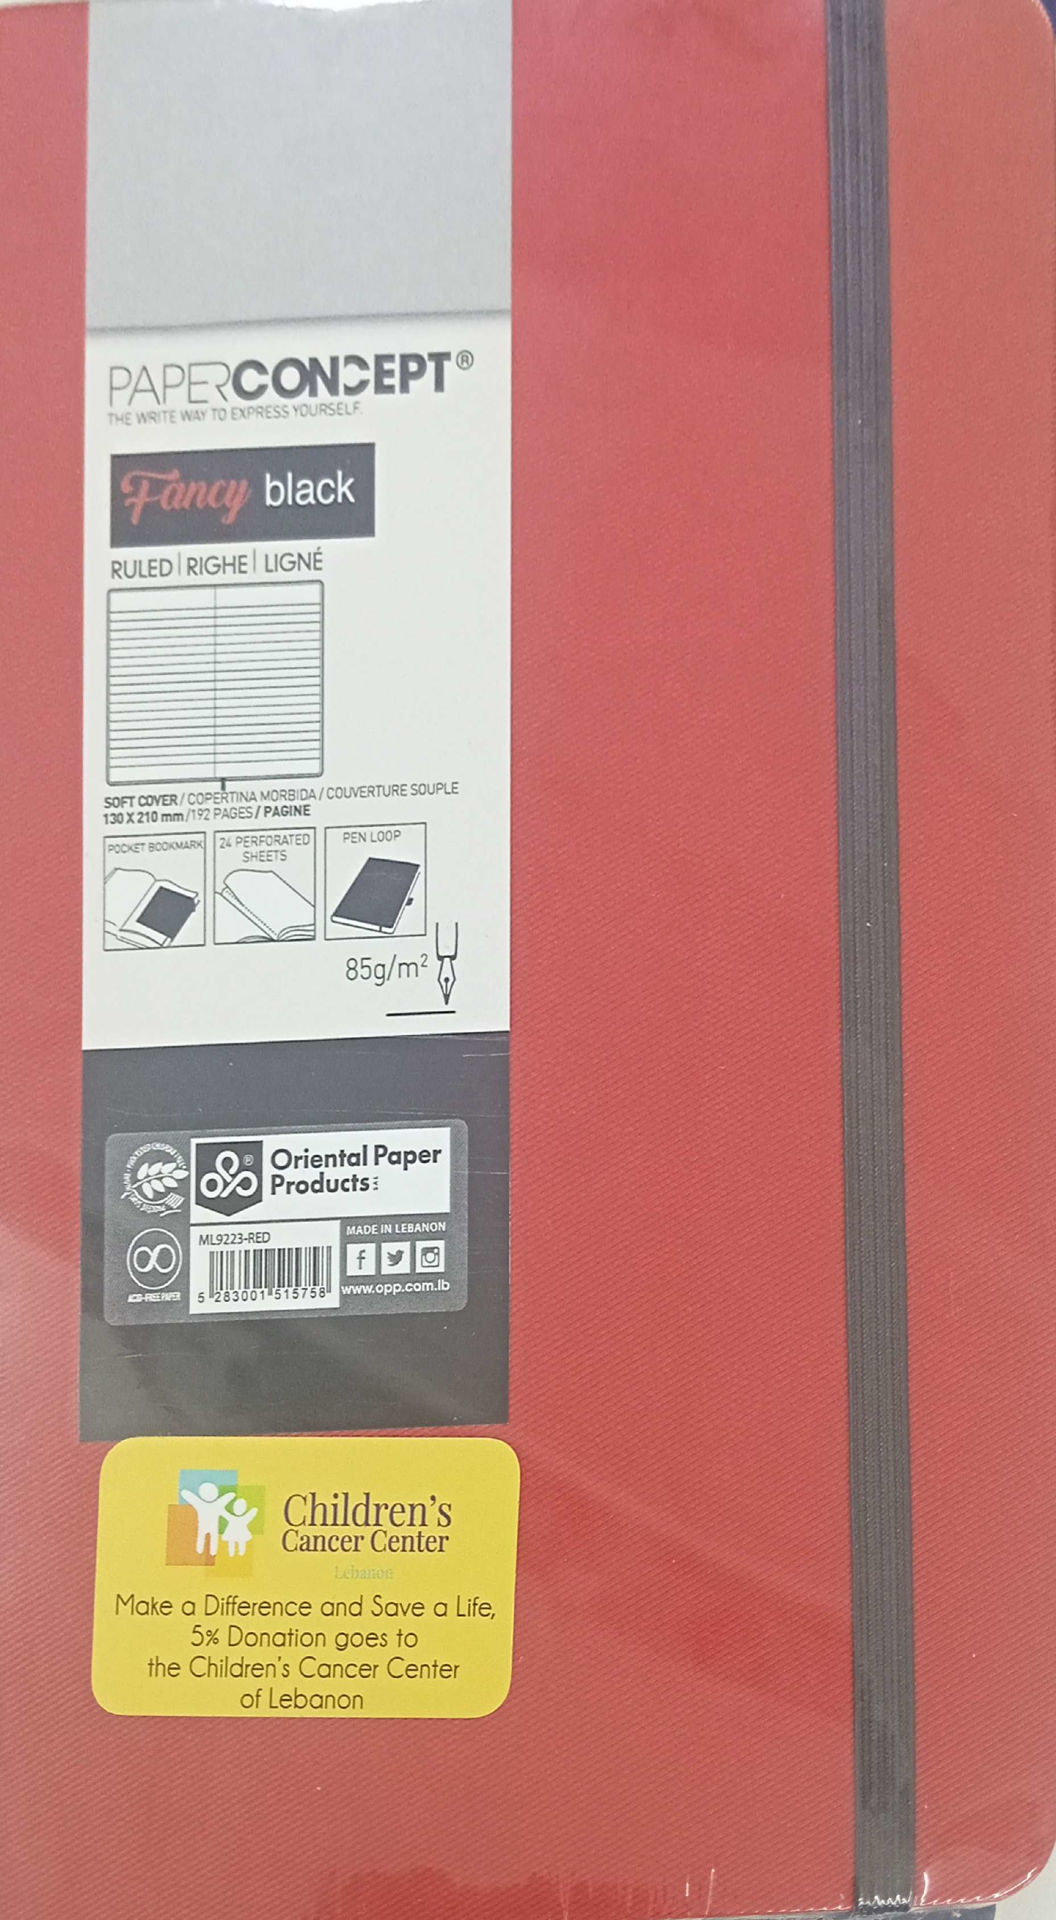 PAPERCONCEPT®
THE WRITE WAY TO EXPRESS YOURSELF.
Fancy black
RULED | RIGHE | LIGNÉ
SOFT COVER / COPERTINA MORBIDA / COUVERTURE SOUPLE
130 X 210 mm /192 PAGES / PAGINE
POCKET BOOKMARK
24 PERFORATED
SHEETS
PEN LOOP
85g/m²
Oriental Paper
Products
ML9223-RED
5 283001 515758
MADE IN LEBANON
www.opp.com.lb
ACID-FREE PAPER
Children's
Cancer Center
Lebanon
Make a Difference and Save a Life,
5% Donation goes to
the Children's Cancer Center
of Lebanon